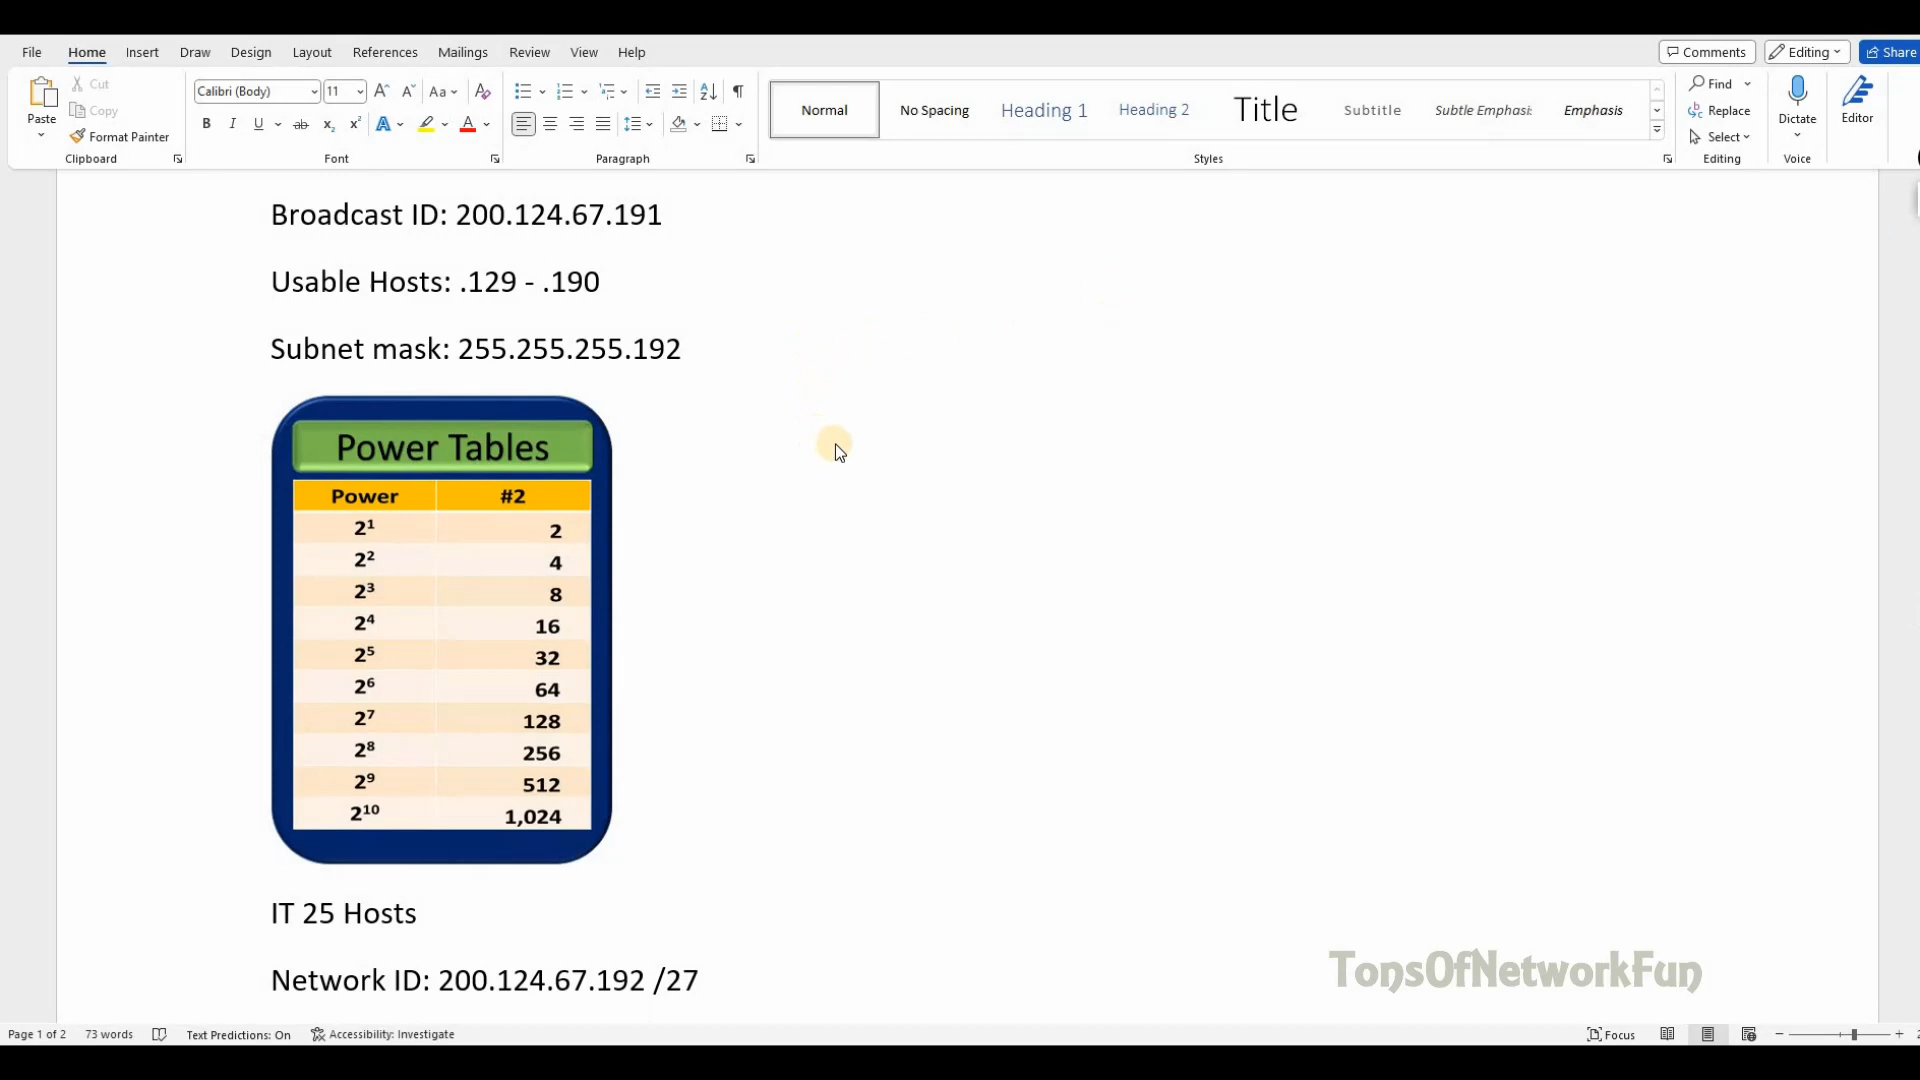 File Home Insert Draw Design Layout References Mailings Review View Help Comments Editing Share
Paste Cut Copy Format Painter Clipboard
Calibri (Body) 11 Font
Paragraph
Normal No Spacing Heading 1 Heading 2 Title Subtitle Subtle Emphasis Emphasis Styles
Find Replace Select Editing
Dictate Voice
Editor
Broadcast ID: 200.124.67.191
Usable Hosts: .129 - .190
Subnet mask: 255.255.255.192
Power Tables
Power #2
2¹ 2
2² 4
2³ 8
2⁴ 16
2⁵ 32
2⁶ 64
2⁷ 128
2⁸ 256
2⁹ 512
2¹⁰ 1,024
IT 25 Hosts
Network ID: 200.124.67.192 /27
TonsOfNetworkFun
Page 1 of 2 73 words Text Predictions: On Accessibility: Investigate Focus